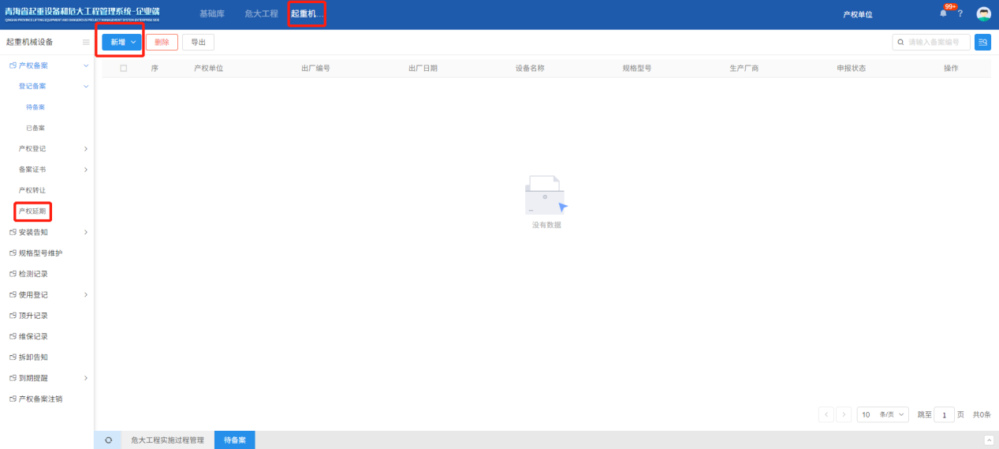 青海省起重设备和危大工程管理系统-企业端
QINGHAI PROVINCE LIFTING EQUIPMENT AND DANGEROUS PROJECT MANAGEMENT SYSTEM ENTERPRISE SIDE
基础库 危大工程 起重机...
产权单位 99+ ?
起重机械设备
新增 删除 导出
请输入备案编号
序 产权单位 出厂编号 出厂日期 设备名称 规格型号 生产厂商 申报状态 操作
产权备案
登记备案
待备案
已备案
产权登记
备案证书
产权转让
产权延期
安装告知
规格型号维护
检测记录
使用登记
顶升记录
维保记录
拆卸告知
到期提醒
产权备案注销
没有数据
10 条/页 跳至 1 页 共0条
危大工程实施过程管理 待备案